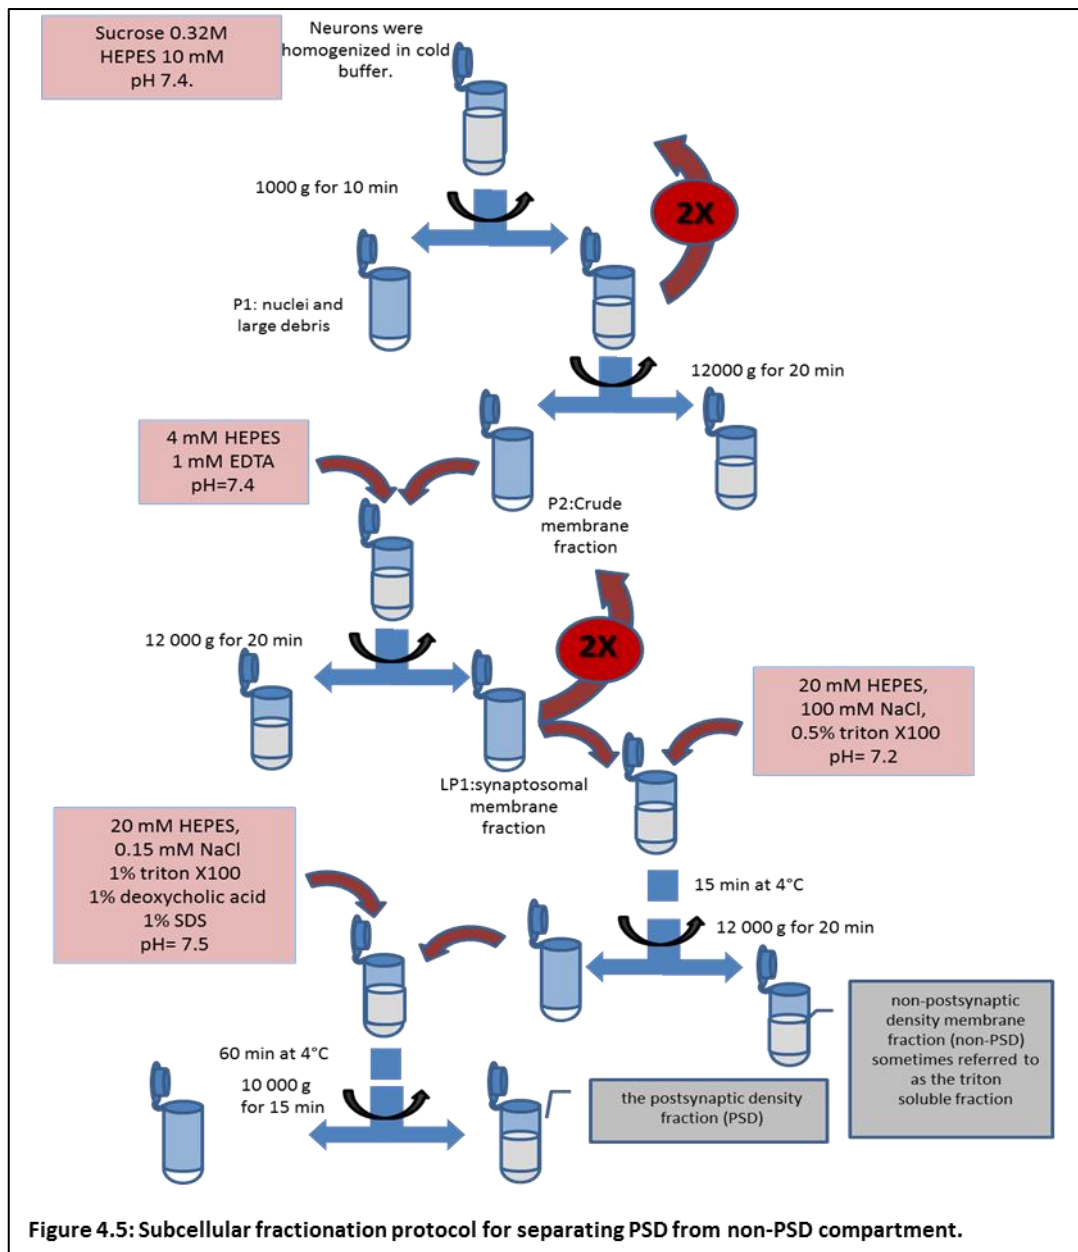 Sucrose 0.32M
HEPES 10 mM
pH 7.4.
Neurons were
homogenized in cold
buffer.
1000 g for 10 min
2X
P1: nuclei and
large debris
12000 g for 20 min
4 mM HEPES
1 mM EDTA
pH=7.4
P2:Crude
membrane
fraction
12 000 g for 20 min
2X
20 mM HEPES,
100 mM NaCl,
0.5% triton X100
pH= 7.2
LP1:synaptosomal
membrane
fraction
20 mM HEPES,
0.15 mM NaCl
1% triton X100
1% deoxycholic acid
1% SDS
pH= 7.5
15 min at 4°C
12 000 g for 20 min
non-postsynaptic
density membrane
fraction (non-PSD)
sometimes referred to
as the triton
soluble fraction
60 min at 4°C
10 000 g
for 15 min
the postsynaptic density
fraction (PSD)
Figure 4.5: Subcellular fractionation protocol for separating PSD from non-PSD compartment.